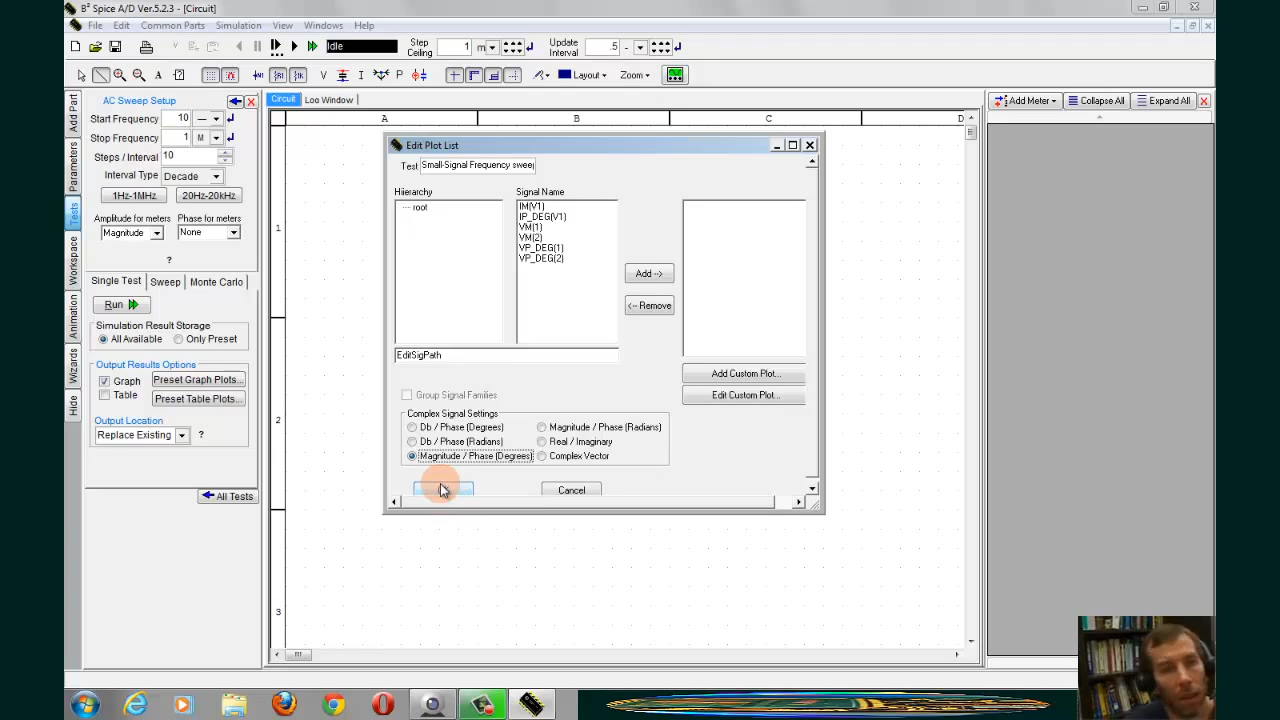 B² Spice A/D Ver.5.2.3 - [Circuit]
File Edit Common Parts Simulation View Windows Help
Idle
Step Ceiling 1 m
Update Interval .5 -
A ? V I P Layout Zoom
Circuit Log Window
Add Meter Collapse All Expand All
Add Part
Parameters
Tests
Workspace
Animation
Wizards
Hide
AC Sweep Setup
Start Frequency 10 —
Stop Frequency 1 M
Steps / Interval 10
Interval Type Decade
1Hz-1MHz 20Hz-20kHz
Amplitude for meters Phase for meters
Magnitude None
?
Single Test Sweep Monte Carlo
Run
Simulation Result Storage
All Available Only Preset
Output Results Options
Graph Preset Graph Plots...
Table Preset Table Plots...
Output Location
Replace Existing ?
All Tests
A B C D
1
2
3
Edit Plot List
Test Small-Signal Frequency sweep
Hiierarchy Signal Name
root
IM(V1)
IP_DEG(V1)
VM(1)
VM(2)
VP_DEG(1)
VP_DEG(2)
Add -->
<-- Remove
EditSigPath
Add Custom Plot...
Edit Custom Plot...
Group Signal Families
Complex Signal Settings
Db / Phase (Degrees) Magnitude / Phase (Radians)
Db / Phase (Radians) Real / Imaginary
Magnitude / Phase (Degrees) Complex Vector
Cancel